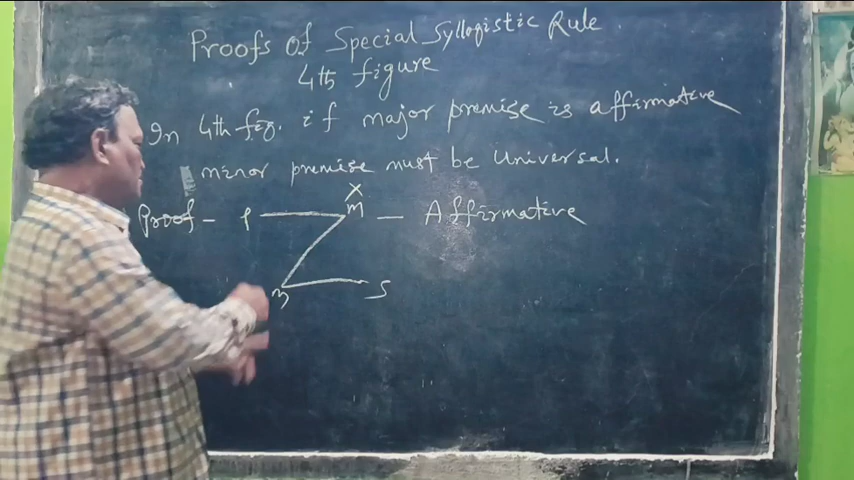 Proofs of Special Syllogistic Rule.
4th figure
In 4th fig. if major premise is affirmative
minor premise must be Universal.
X
Proof - P m - Affirmative
m S